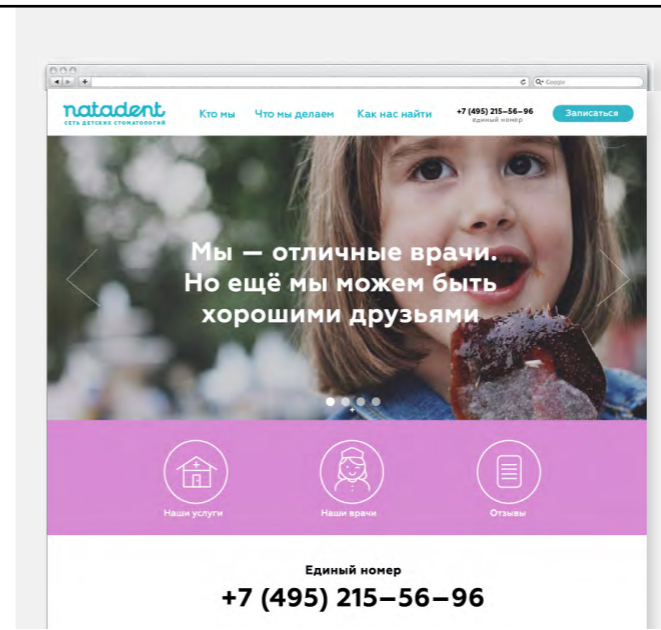 Google
natadent
СЕТЬ ДЕТСКИХ СТОМАТОЛОГИЙ
Кто мы
Что мы делаем
Как нас найти
+7 (495) 215–56–96
единый номер
Записаться
Мы — отличные врачи.
Но ещё мы можем быть
хорошими друзьями
Наши услуги
Наши врачи
Отзывы
Единый номер
+7 (495) 215–56–96